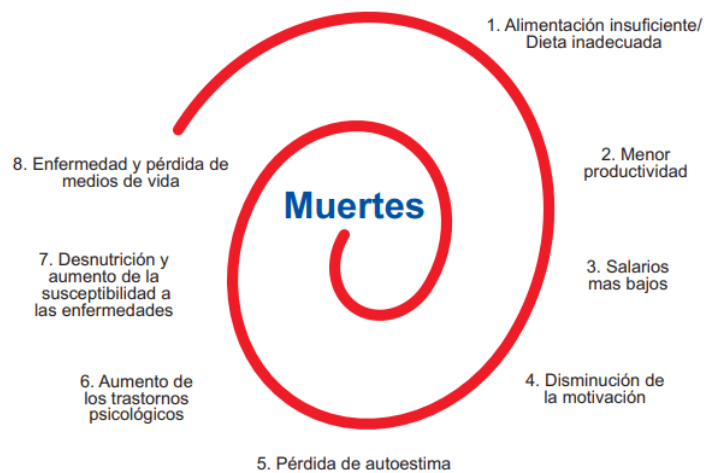 1. Alimentación insuficiente/
Dieta inadecuada
2. Menor
productividad
3. Salarios
mas bajos
4. Disminución de
la motivación
5. Pérdida de autoestima
6. Aumento de
los trastornos
psicológicos
7. Desnutrición y
aumento de la
susceptibilidad a
las enfermedades
8. Enfermedad y pérdida de
medios de vida
Muertes